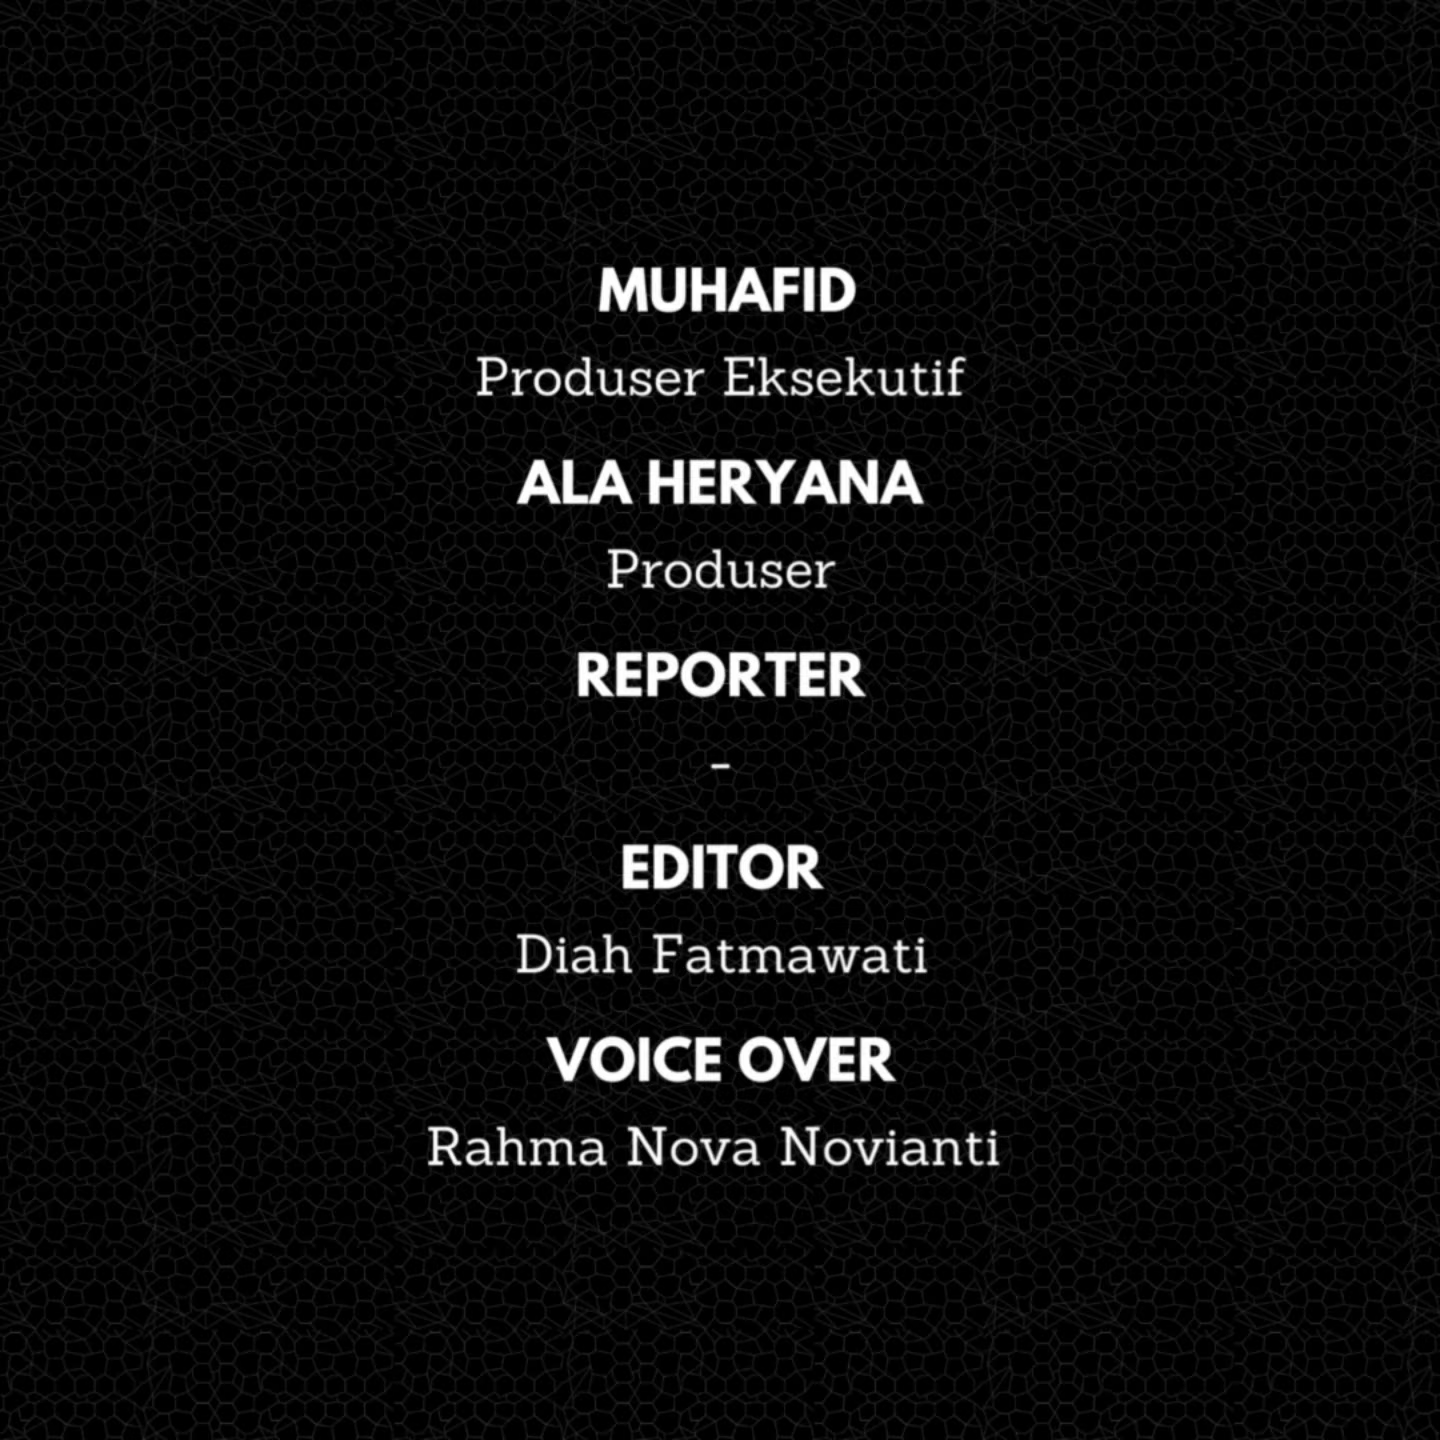 MUHAFID
Produser Eksekutif
ALA HERYANA
Produser
REPORTER
-
EDITOR
Diah Fatmawati
VOICE OVER
Rahma Nova Novianti